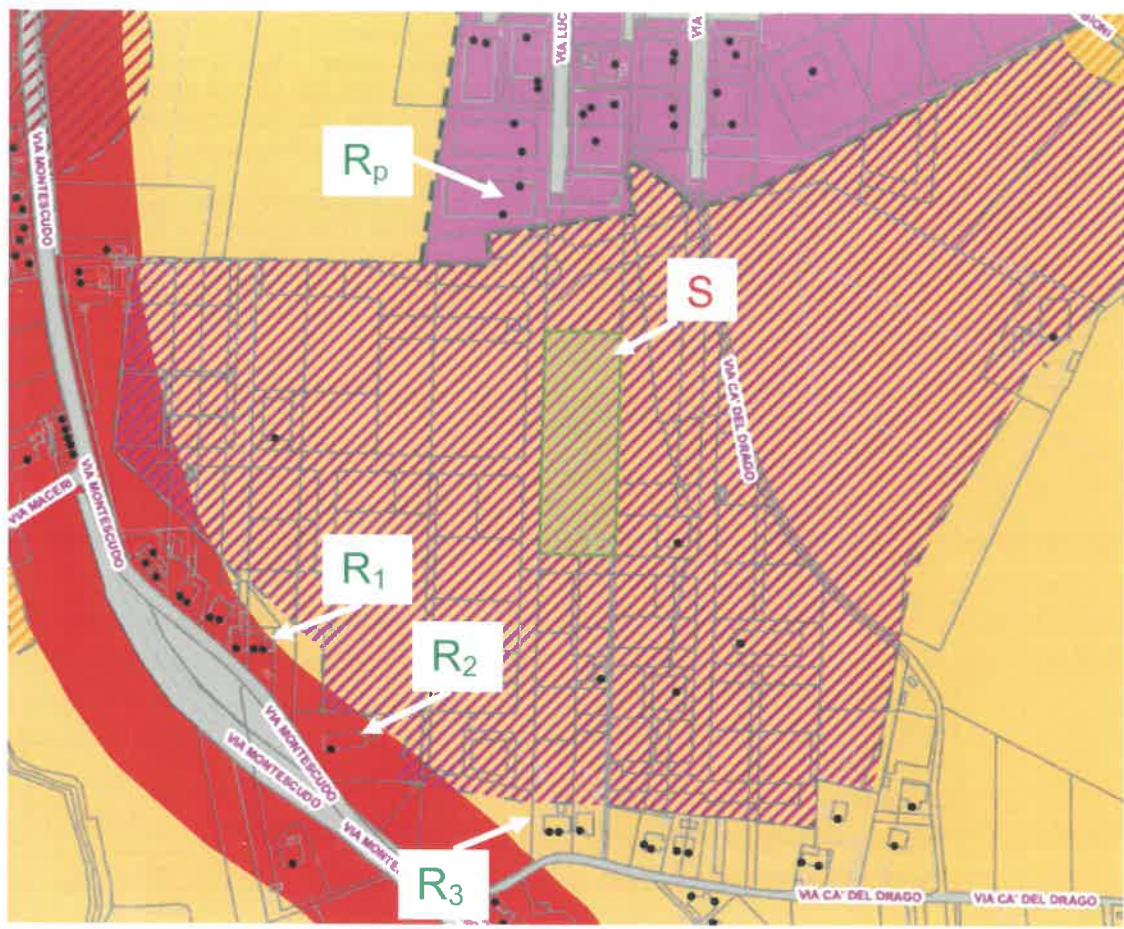 VIA LUC
VIA
GIONI
VIA MONTESCUDO
Rp
S
VIA CA' DEL DRAGO
VIA MACERI
VIA MONTESCUDO
R1
R2
VIA MONTESCUDO
VIA MONTESCUDO
VIA MONTE
R3
VIA CA' DEL DRAGO
VIA CA' DEL DRAGO